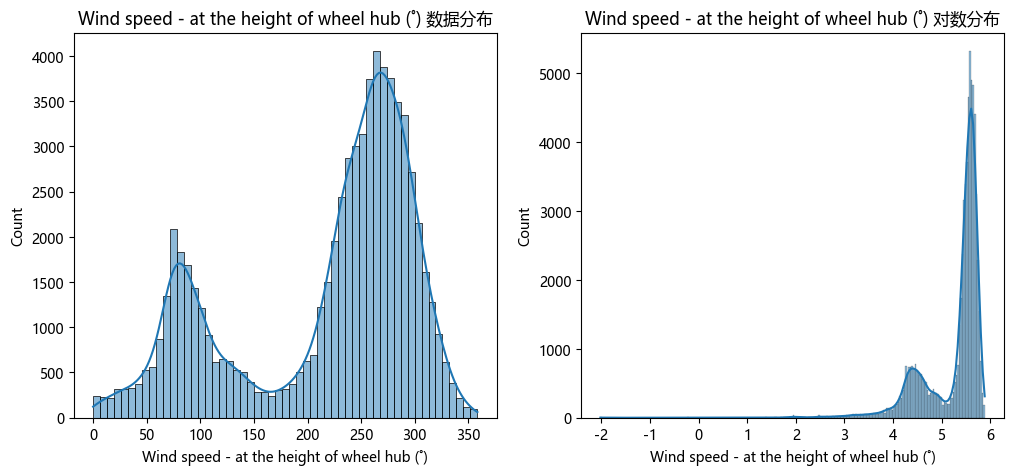 Wind speed - at the height of wheel hub (˚) 数据分布
Count
4000
3500
3000
2500
2000
1500
1000
500
0
0 50 100 150 200 250 300 350
Wind speed - at the height of wheel hub (˚)
Wind speed - at the height of wheel hub (˚) 对数分布
Count
5000
4000
3000
2000
1000
0
-2 -1 0 1 2 3 4 5 6
Wind speed - at the height of wheel hub (˚)